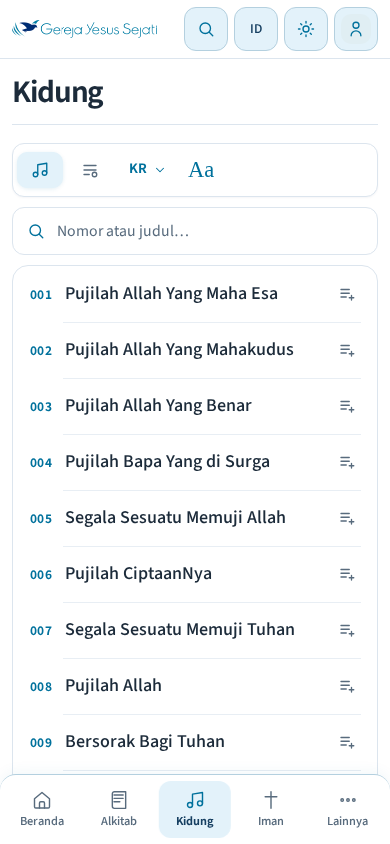 Gereja Yesus Sejati
ID
Kidung
KR
Aa
Nomor atau judul...
001 Pujilah Allah Yang Maha Esa
002 Pujilah Allah Yang Mahakudus
003 Pujilah Allah Yang Benar
004 Pujilah Bapa Yang di Surga
005 Segala Sesuatu Memuji Allah
006 Pujilah CiptaanNya
007 Segala Sesuatu Memuji Tuhan
008 Pujilah Allah
009 Bersorak Bagi Tuhan
Beranda
Alkitab
Kidung
Iman
Lainnya